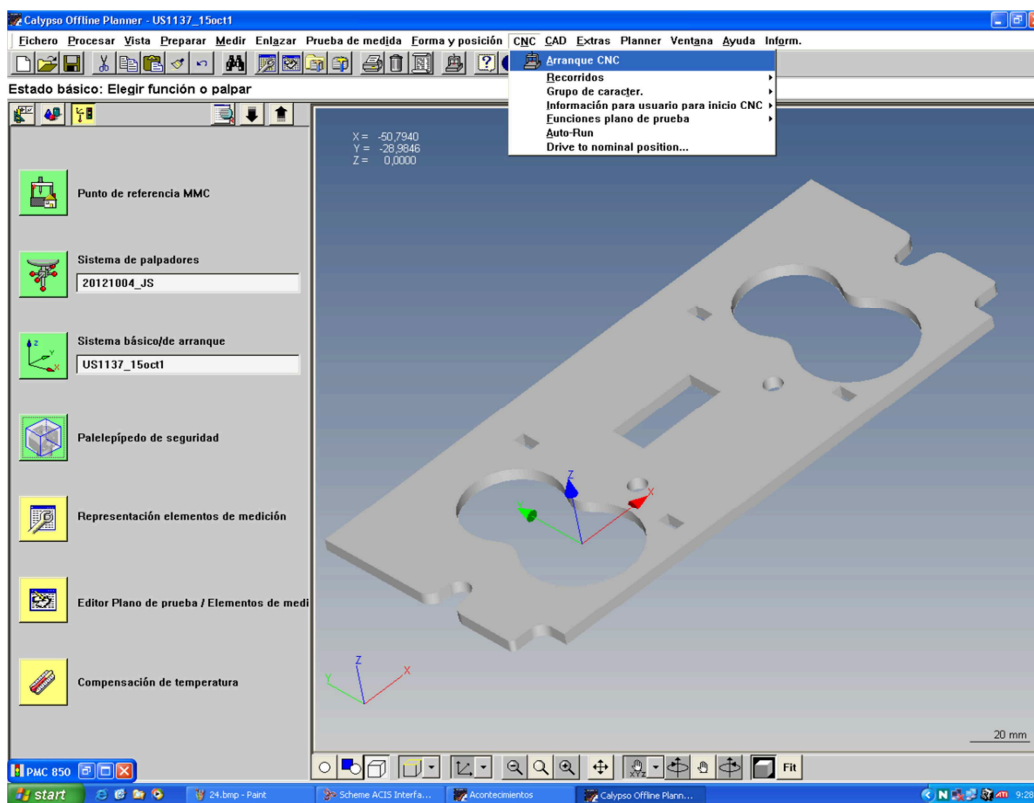 Calypso Offline Planner - US1137_15oct1
Fichero Procesar Vista Preparar Medir Enlazar Prueba de medida Forma y posición CNC CAD Extras Planner Ventana Ayuda Inform.
Estado básico: Elegir función o palpar
Arranque CNC
Recorridos
Grupo de caracter.
Información para usuario para inicio CNC
Funciones plano de prueba
Auto-Run
Drive to nominal position...
X = -50,7940
Y = -28,9846
Z = 0,0000
Punto de referencia MMC
Sistema de palpadores
20121004_JS
Sistema básico/de arranque
US1137_15oct1
Palelepípedo de seguridad
Representación elementos de medición
Editor Plano de prueba / Elementos de medi
Compensación de temperatura
Z
X
Z
Y
X
20 mm
PMC 850
XYZ
Fit
start
24.bmp - Paint
Scheme ACIS Interfa...
Acontecimientos
Calypso Offline Plann...
9:28